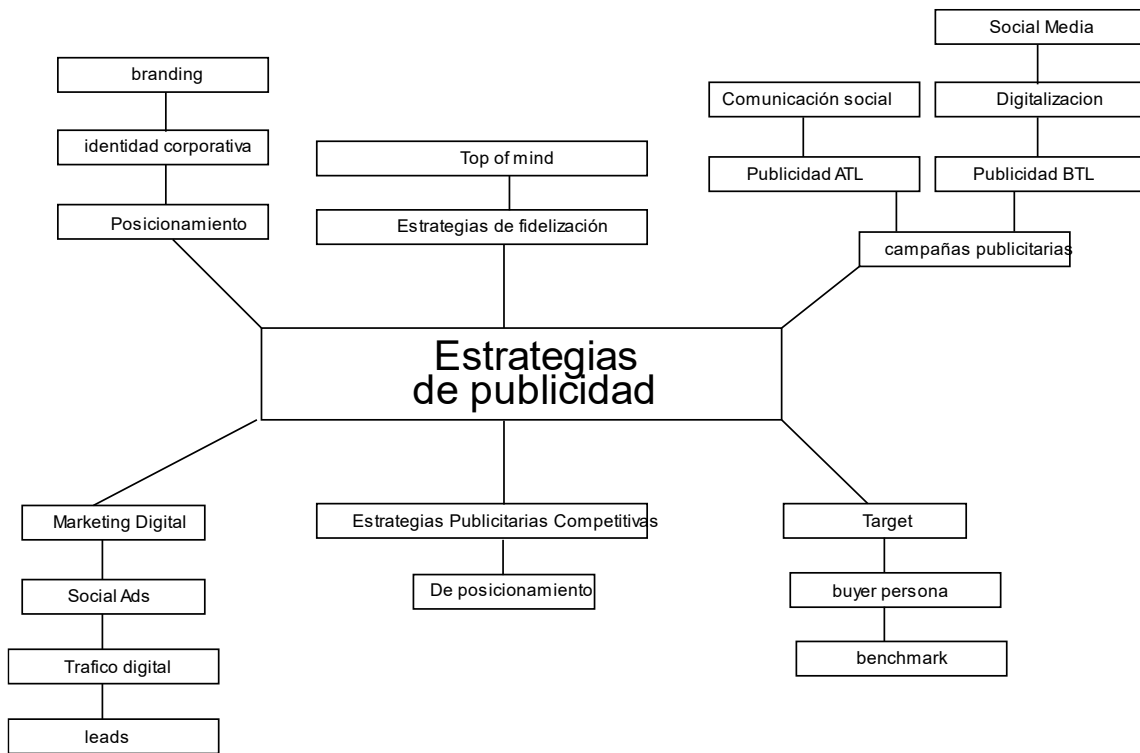 Social Media
branding
Comunicación social
Digitalizacion
identidad corporativa
Top of mind
Publicidad ATL
Publicidad BTL
Posicionamiento
Estrategias de fidelización
campañas publicitarias
Estrategias
de publicidad
Marketing Digital
Estrategias Publicitarias Competitivas
Target
Social Ads
De posicionamiento
buyer persona
Trafico digital
benchmark
leads